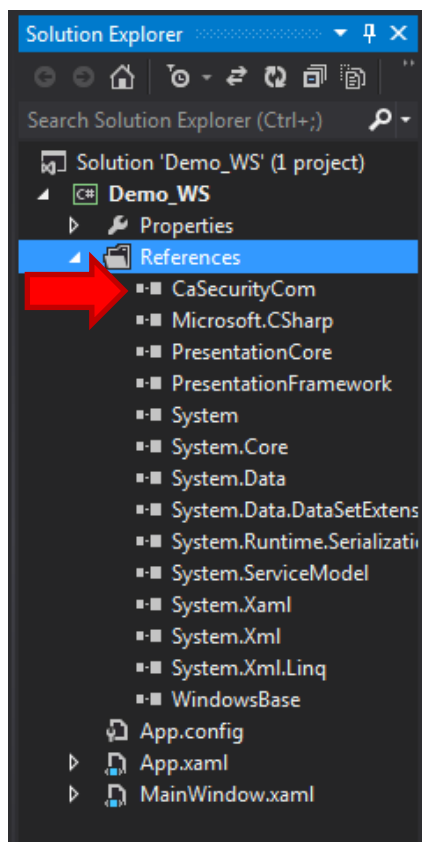 Solution Explorer
Search Solution Explorer (Ctrl+;)
Solution 'Demo_WS' (1 project)
C# Demo_WS
Properties
References
CaSecurityCom
Microsoft.CSharp
PresentationCore
PresentationFramework
System
System.Core
System.Data
System.Data.DataSetExtens
System.Runtime.Serializati
System.ServiceModel
System.Xaml
System.Xml
System.Xml.Linq
WindowsBase
App.config
App.xaml
MainWindow.xaml